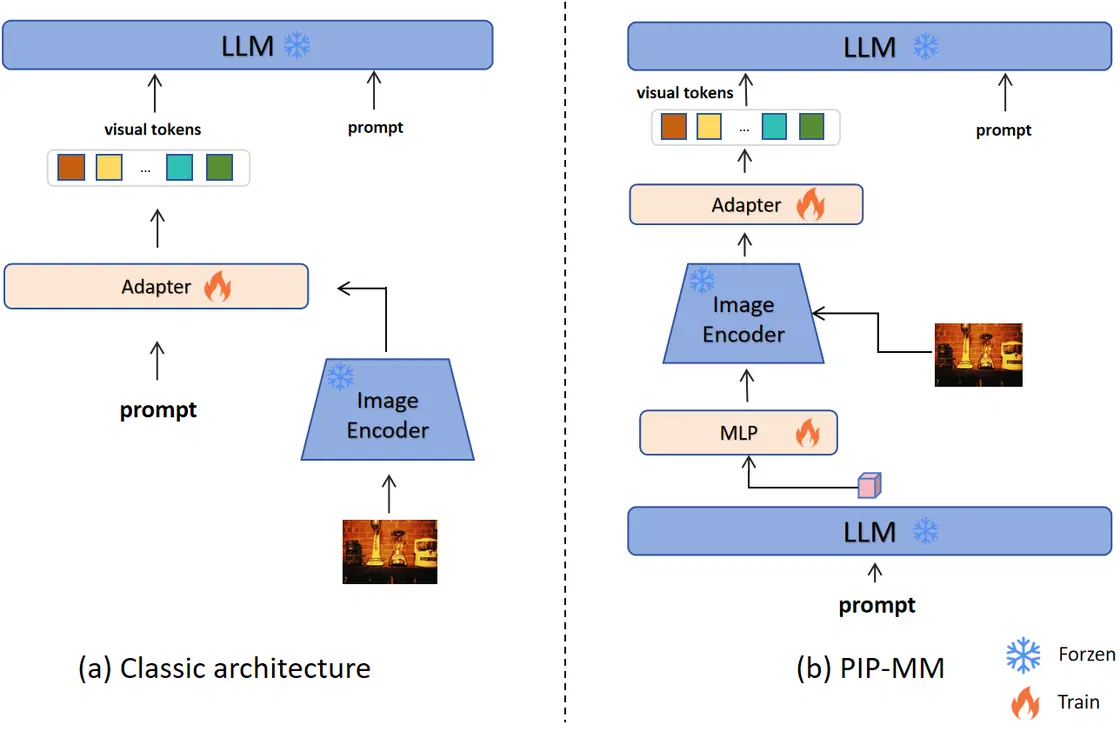 LLM
visual tokens
prompt
...
Adapter
prompt
Image
Encoder
(a) Classic architecture
LLM
visual tokens
prompt
...
Adapter
Image
Encoder
MLP
LLM
prompt
(b) PIP-MM
Forzen
Train